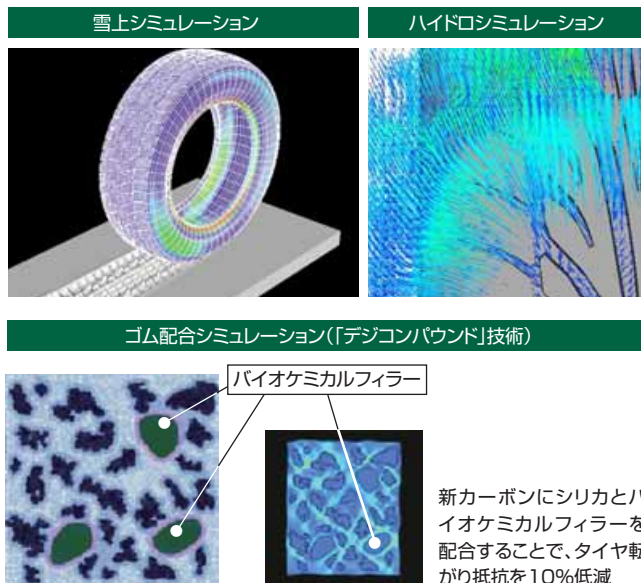 雪上シミュレーション
ハイドロシミュレーション
ゴム配合シミュレーション(「デジコンパウンド」技術)
バイオケミカルフィラー
新カーボンにシリカとバ
イオケミカルフィラーを
配合することで、タイヤ転
がり抵抗を10%低減